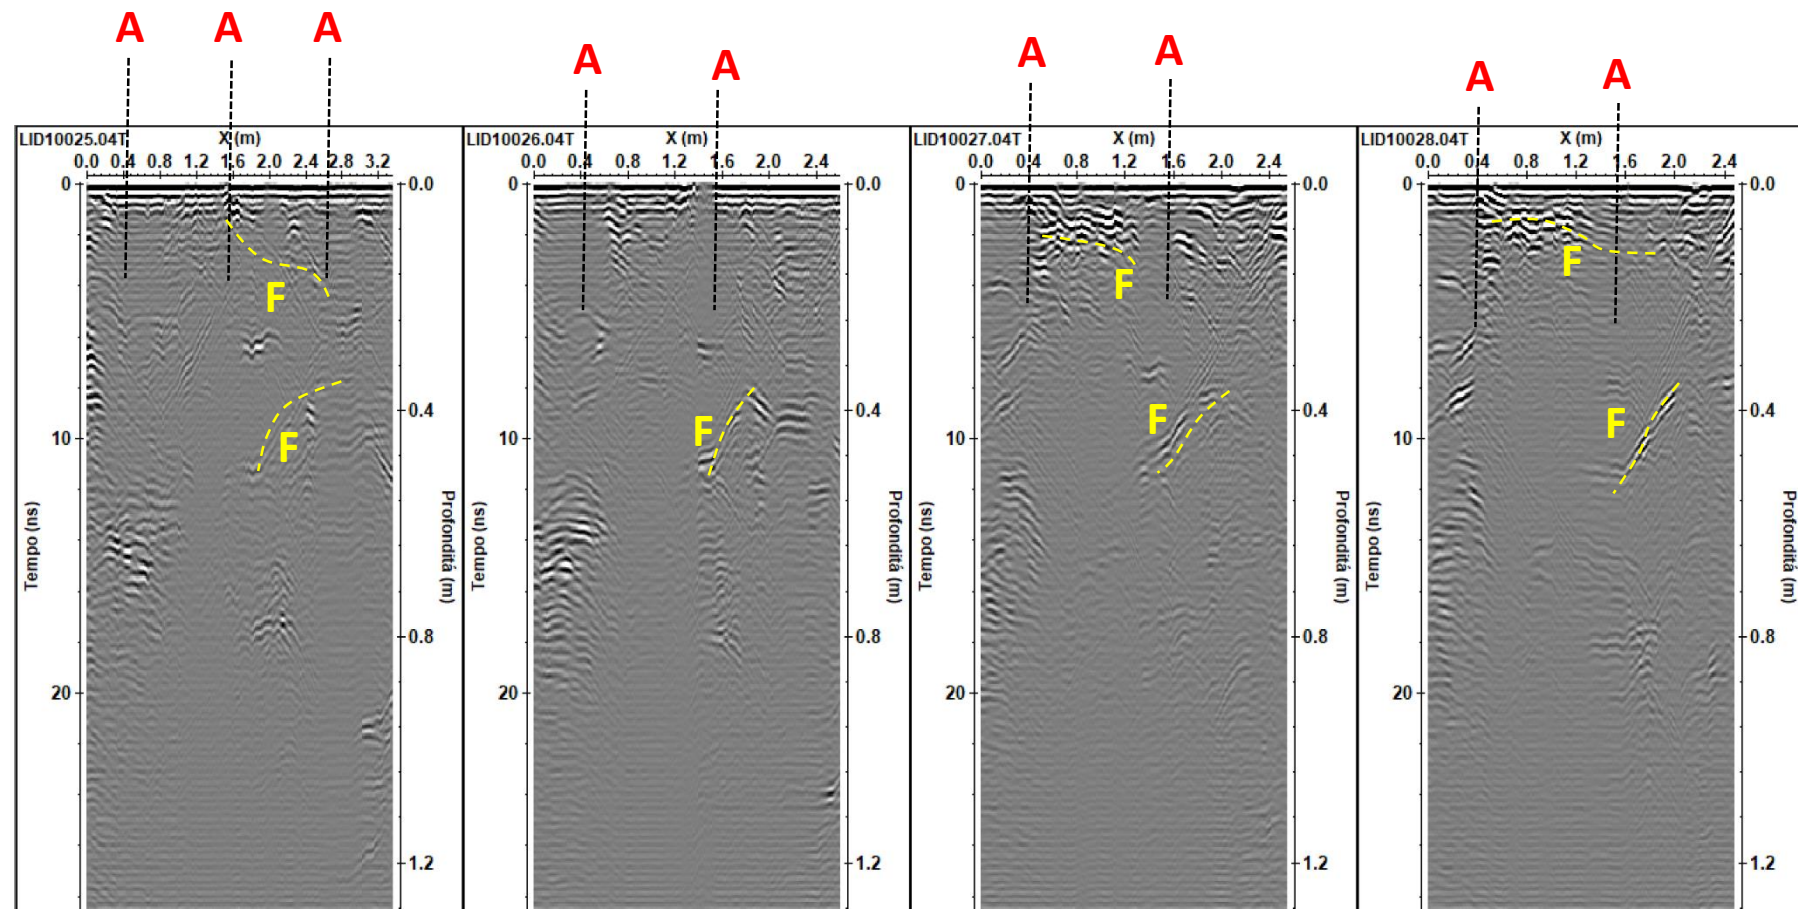 A A A A A A A A A
LID10025.04T X (m) LID10026.04T X (m) LID10027.04T X (m) LID10028.04T X (m)
0.0 0.4 0.8 1.2 1.6 2.0 2.4 2.8 3.2 0.0 0.4 0.8 1.2 1.6 2.0 2.4 0.0 0.4 0.8 1.2 1.6 2.0 2.4 0.0 0.4 0.8 1.2 1.6 2.0 2.4
0 0.0 0 0.0 0 0.0 0 0.0
F F F
0.4 0.4 0.4 0.4
F F F F
10 10 10 10
Tempo (ns) Profonditá (m) Tempo (ns) Profonditá (m) Tempo (ns) Profonditá (m) Tempo (ns) Profonditá (m)
0.8 0.8 0.8 0.8
20 20 20 20
1.2 1.2 1.2 1.2